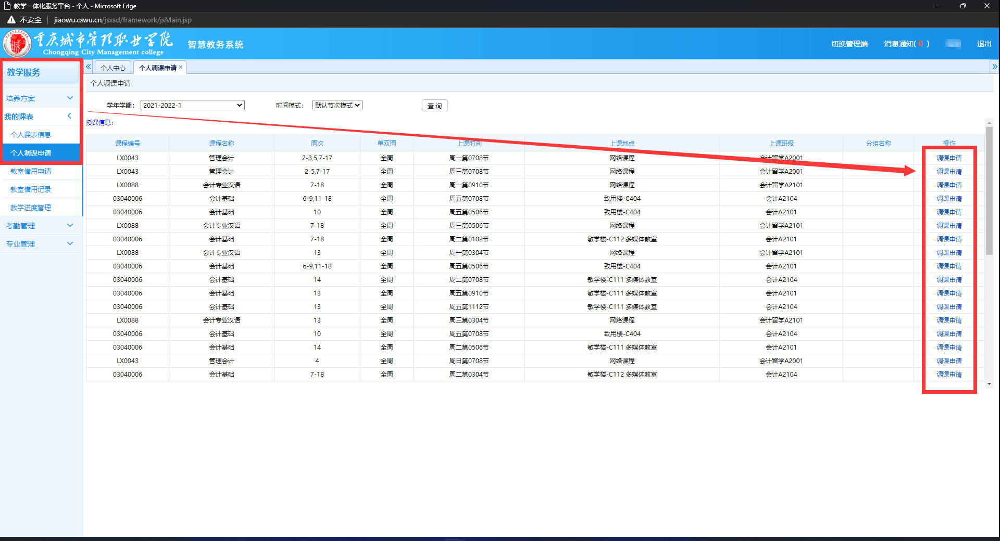 教学一体化服务平台 - 个人 - Microsoft Edge
不安全 jiaowu.cswu.cn/jsxsd/framework/jsMain.jsp
重庆城市管理职业学院
Chongqing City Management college
智慧教务系统
切换管理端 消息通知( 0 ) 退出
教学服务
培养方案
我的课表
个人课表信息
个人调课申请
教室借用申请
教室借用记录
教学进度管理
考勤管理
专业管理
个人中心 个人调课申请
个人调课申请
学年学期: 2021-2022-1 时间模式: 默认节次模式 查 询
授课信息:
课程编号 课程名称 周次 单双周 上课时间 上课地点 上课班级 分组名称 操作
LX0043 管理会计 2-3,5,7-17 全周 周一第0708节 网络课程 会计留学A2001 调课申请
LX0043 管理会计 2-5,7-17 全周 周三第0708节 网络课程 会计留学A2001 调课申请
LX0088 会计专业汉语 7-18 全周 周一第0910节 网络课程 会计留学A2101 调课申请
03040006 会计基础 6-9,11-18 全周 周五第0708节 致用楼-C404 会计A2104 调课申请
03040006 会计基础 10 全周 周五第0506节 致用楼-C404 会计A2101 调课申请
LX0088 会计专业汉语 7-18 全周 周三第0506节 网络课程 会计留学A2101 调课申请
03040006 会计基础 7-18 全周 周二第0102节 敏学楼-C112 多媒体教室 会计A2101 调课申请
LX0088 会计专业汉语 13 全周 周一第0304节 网络课程 会计留学A2101 调课申请
03040006 会计基础 6-9,11-18 全周 周五第0506节 致用楼-C404 会计A2101 调课申请
03040006 会计基础 14 全周 周二第0708节 敏学楼-C111 多媒体教室 会计A2104 调课申请
03040006 会计基础 13 全周 周五第0910节 敏学楼-C111 多媒体教室 会计A2101 调课申请
03040006 会计基础 13 全周 周五第1112节 敏学楼-C111 多媒体教室 会计A2104 调课申请
LX0088 会计专业汉语 13 全周 周三第0304节 网络课程 会计留学A2101 调课申请
03040006 会计基础 10 全周 周五第0708节 致用楼-C404 会计A2104 调课申请
03040006 会计基础 14 全周 周二第0506节 敏学楼-C111 多媒体教室 会计A2101 调课申请
LX0043 管理会计 4 全周 周日第0708节 网络课程 会计留学A2001 调课申请
03040006 会计基础 7-18 全周 周二第0304节 敏学楼-C112 多媒体教室 会计A2104 调课申请